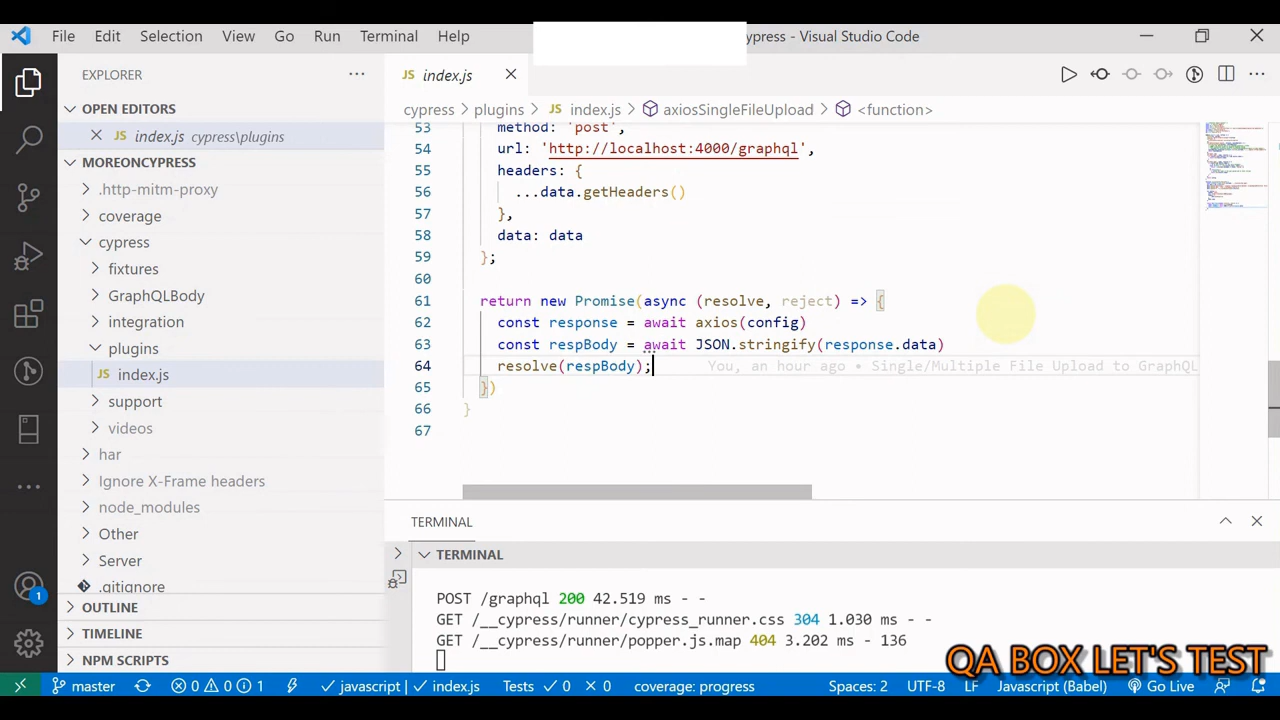 File Edit Selection View Go Run Terminal Help ypress - Visual Studio Code
EXPLORER
OPEN EDITORS
JS index.js cypress\plugins
MOREONCYPRESS
.http-mitm-proxy
coverage
cypress
fixtures
GraphQLBody
integration
plugins
JS index.js
support
videos
har
Ignore X-Frame headers
node_modules
Other
Server
.gitignore
OUTLINE
TIMELINE
NPM SCRIPTS
1
JS index.js
cypress > plugins > JS index.js > axiosSingleFileUpload > <function>
53 method: 'post',
54 url: 'http://localhost:4000/graphql',
55 headers: {
56 ...data.getHeaders()
57 },
58 data: data
59 };
60
61 return new Promise(async (resolve, reject) => {
62 const response = await axios(config)
63 const respBody = await JSON.stringify(response.data)
64 resolve(respBody); You, an hour ago • Single/Multiple File Upload to GraphQL
65 })
66 }
67
TERMINAL
TERMINAL
POST /graphql 200 42.519 ms - -
GET /__cypress/runner/cypress_runner.css 304 1.030 ms - -
GET /__cypress/runner/popper.js.map 404 3.202 ms - 136
QA BOX LET'S TEST
master 0 0 1 javascript index.js Tests 0 0 coverage: progress Spaces: 2 UTF-8 LF Javascript (Babel) Go Live